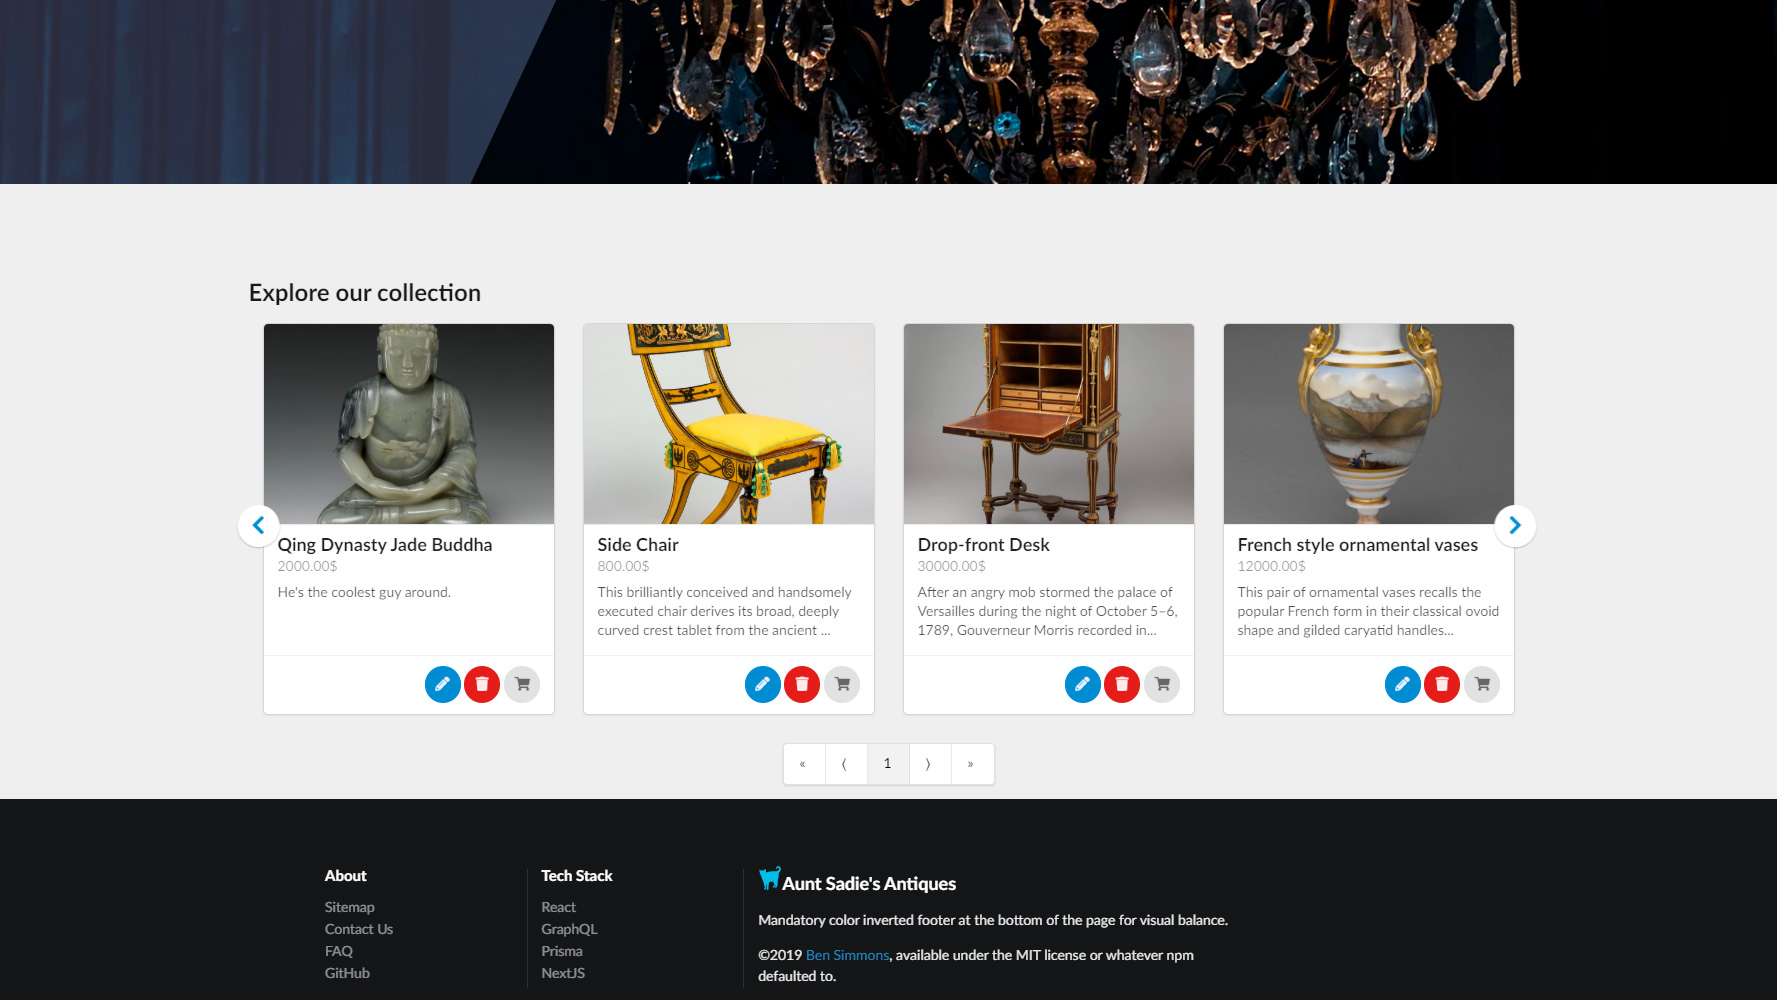 Explore our collection
Qing Dynasty Jade Buddha
2000.00$
He's the coolest guy around.
Side Chair
800.00$
This brilliantly conceived and handsomely
executed chair derives its broad, deeply
curved crest tablet from the ancient ...
Drop-front Desk
30000.00$
After an angry mob stormed the palace of
Versailles during the night of October 5–6,
1789, Gouverneur Morris recorded in...
French style ornamental vases
12000.00$
This pair of ornamental vases recalls the
popular French form in their classical ovoid
shape and gilded caryatid handles...
« ⟨ 1 ⟩ »
About
Sitemap
Contact Us
FAQ
GitHub
Tech Stack
React
GraphQL
Prisma
NextJS
Aunt Sadie's Antiques
Mandatory color inverted footer at the bottom of the page for visual balance.
©2019 Ben Simmons, available under the MIT license or whatever npm
defaulted to.